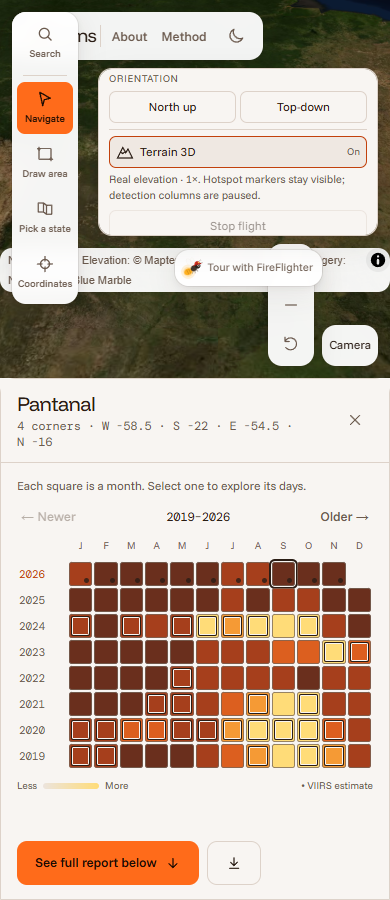 Search
ms
About
Method
ORIENTATION
North up
Top-down
Navigate
Terrain 3D
On
Real elevation · 1×. Hotspot markers stay visible;
detection columns are paused.
Draw area
Stop flight
Pick a state
Elevation: © Mapte
gery:
Tour with FireFlighter
Coordinates
Blue Marble
Camera
Pantanal
4 corners · W -58.5 · S -22 · E -54.5 ·
N -16
Each square is a month. Select one to explore its days.
← Newer
2019–2026
Older →
J F M A M J J A S O N D
2026
2025
2024
2023
2022
2021
2020
2019
Less
More
• VIIRS estimate
See full report below ↓